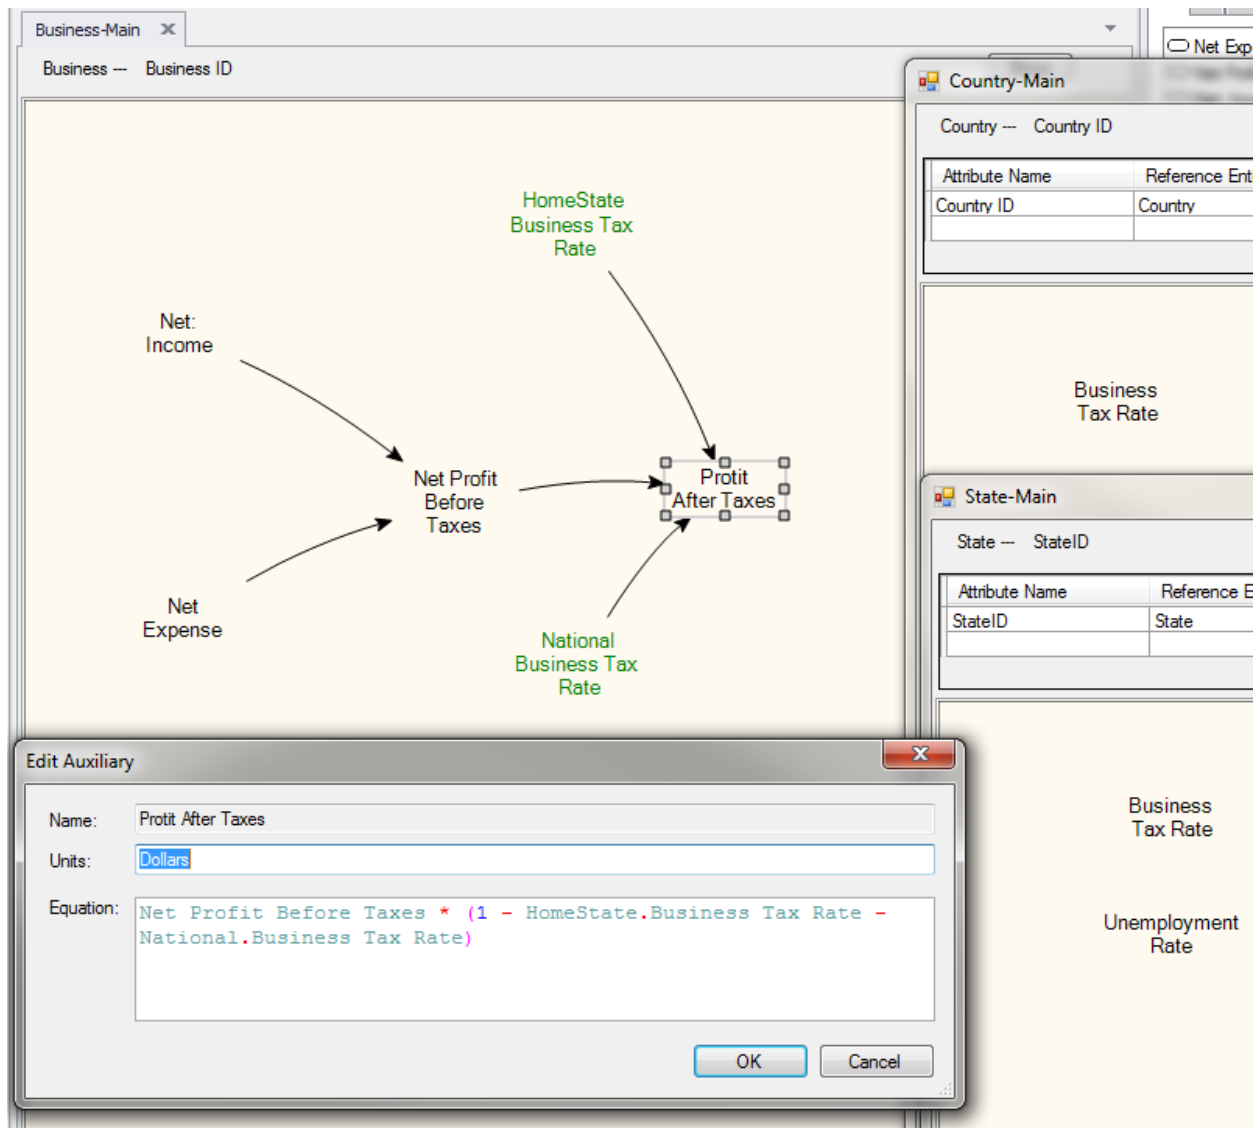 Business-Main
Business --- Business ID
HomeState
Business Tax
Rate
Net:
Income
Net Profit
Before
Taxes
Protit
After Taxes
Net
Expense
National
Business Tax
Rate
Net Exp
Country-Main
Country --- Country ID
Attribute Name Reference Enti
Country ID Country
Business
Tax Rate
State-Main
State --- StateID
Attribute Name Reference E
StateID State
Business
Tax Rate
Unemployment
Rate
Edit Auxiliary
Name: Protit After Taxes
Units: Dollars
Equation: Net Profit Before Taxes * (1 - HomeState.Business Tax Rate -
National.Business Tax Rate)
OK Cancel